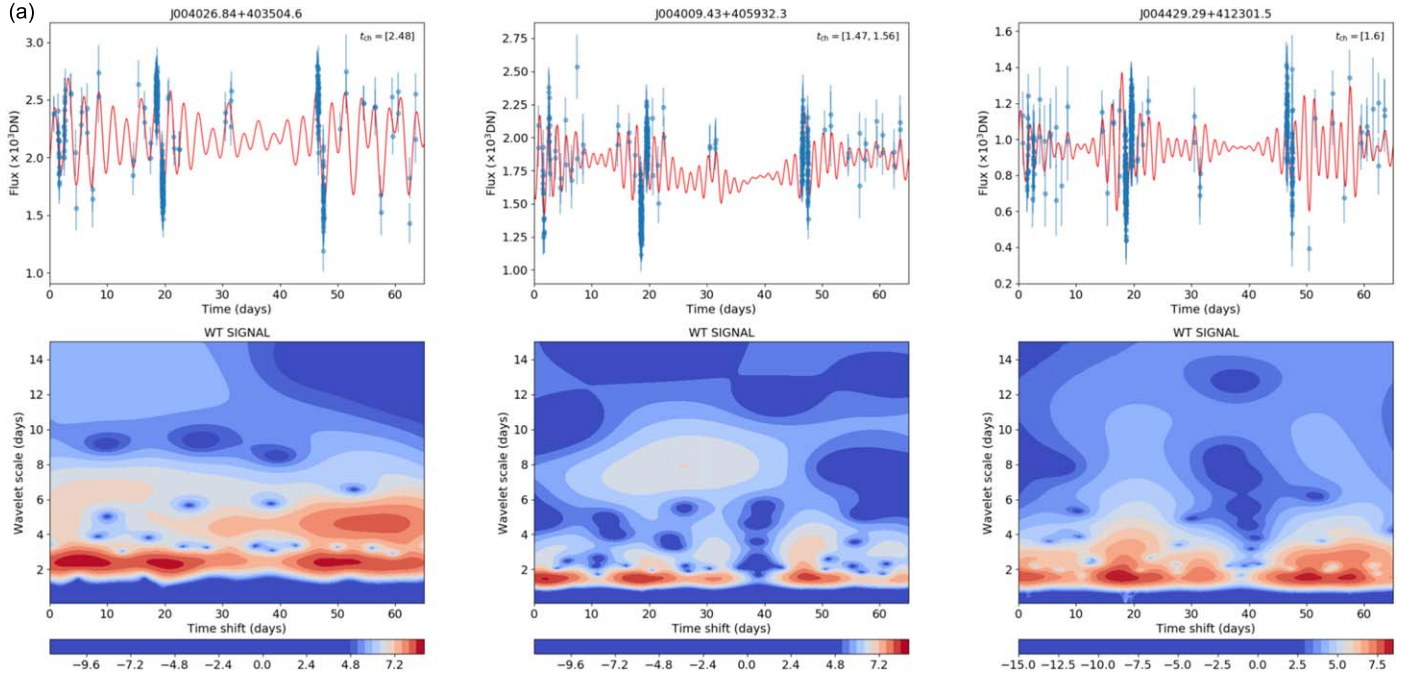 (a)
J004026.84+403504.6
t_ch = [2.48]
3.0
2.5
2.0
1.5
1.0
Flux (×10³DN)
0 10 20 30 40 50 60
Time (days)
J004009.43+405932.3
t_ch = [1.47, 1.56]
2.75
2.50
2.25
2.00
1.75
1.50
1.25
1.00
Flux (×10³DN)
0 10 20 30 40 50 60
Time (days)
J004429.29+412301.5
t_ch = [1.6]
1.6
1.4
1.2
1.0
0.8
0.6
0.4
0.2
Flux (×10³DN)
0 10 20 30 40 50 60
Time (days)
WT SIGNAL
14
12
10
8
6
4
2
Wavelet scale (days)
0 10 20 30 40 50 60
Time shift (days)
−9.6 −7.2 −4.8 −2.4 0.0 2.4 4.8 7.2
WT SIGNAL
14
12
10
8
6
4
2
Wavelet scale (days)
0 10 20 30 40 50 60
Time shift (days)
−9.6 −7.2 −4.8 −2.4 0.0 2.4 4.8 7.2
WT SIGNAL
14
12
10
8
6
4
2
Wavelet scale (days)
0 10 20 30 40 50 60
Time shift (days)
−15.0 −12.5 −10.0 −7.5 −5.0 −2.5 0.0 2.5 5.0 7.5